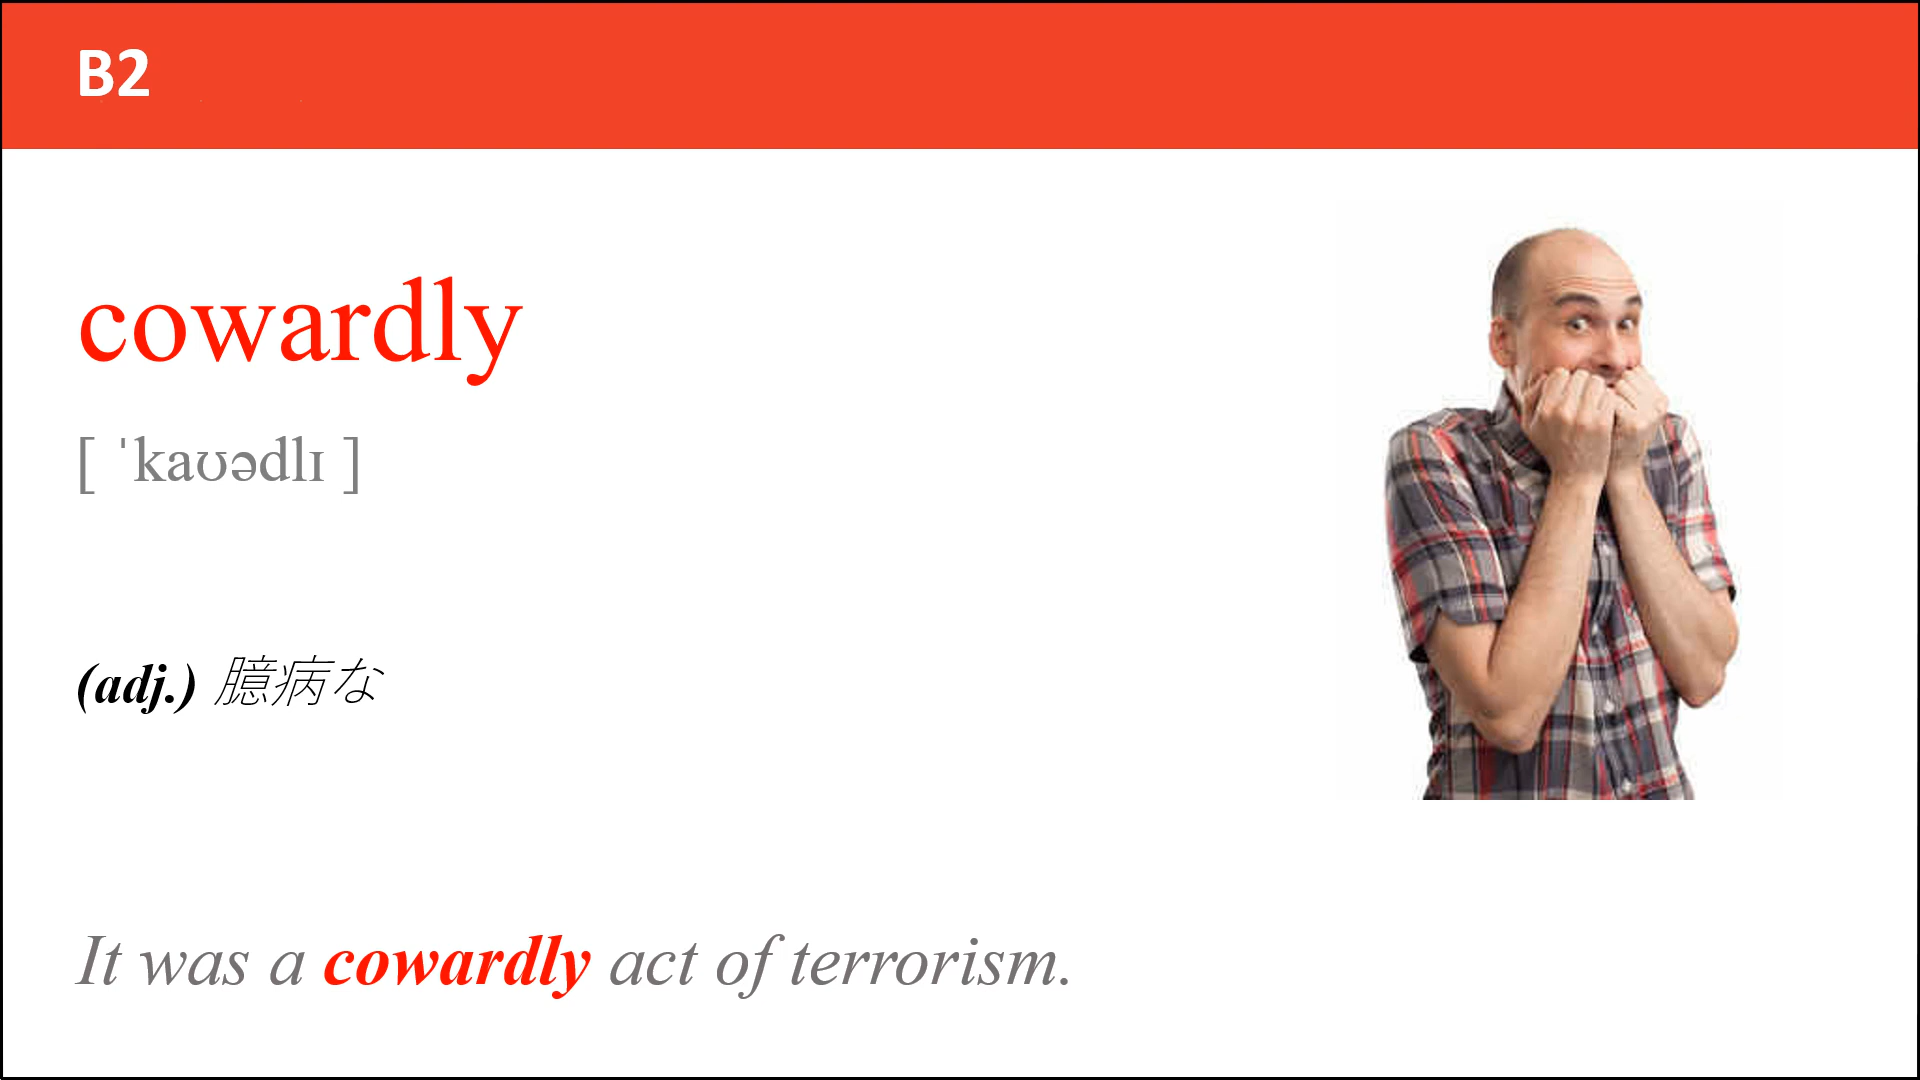 B2
cowardly
[ ˈkaʊədlɪ ]
(adj.) 臆病な
It was a cowardly act of terrorism.